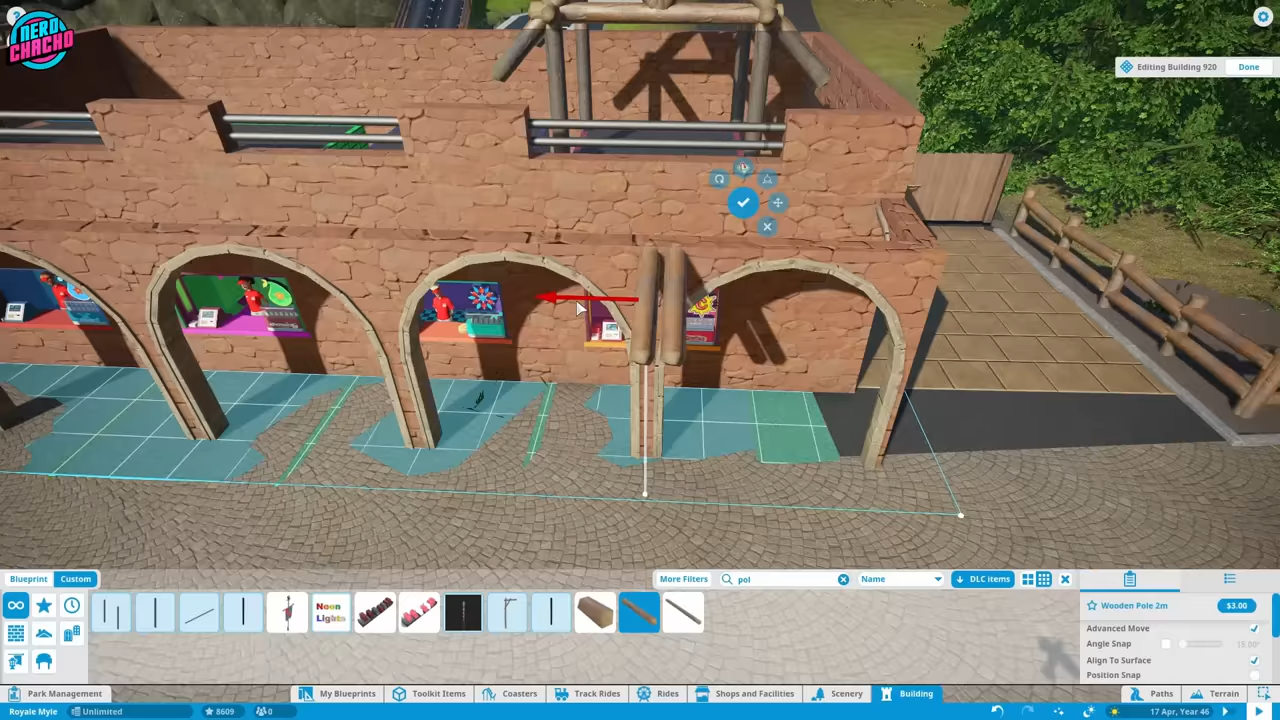 NERD
CHACHO
Editing Building 920
Done
Blueprint
Custom
More Filters
pol
Name
DLC items
Neon
Lights
Wooden Pole 2m
$3.00
Advanced Move
Angle Snap
15.00°
Align To Surface
Position Snap
Park Management
My Blueprints
Toolkit Items
Coasters
Track Rides
Rides
Shops and Facilities
Scenery
Building
Paths
Terrain
Royale Myle
Unlimited
8609
0
17 Apr, Year 46